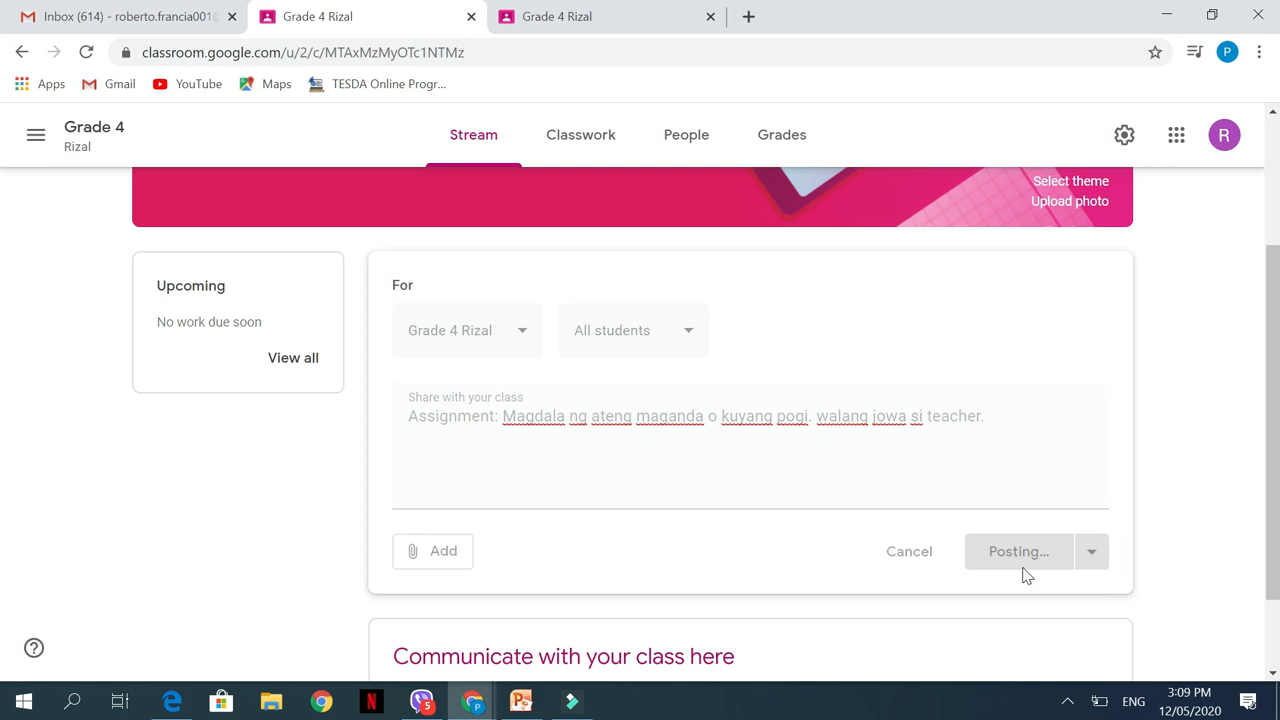 Inbox (614) - roberto.francia001@
Grade 4 Rizal
Grade 4 Rizal
classroom.google.com/u/2/c/MTAxMzMyOTc1NTMz
P
Apps
Gmail
YouTube
Maps
TESDA Online Progr...
Grade 4
Rizal
Stream
Classwork
People
Grades
R
Select theme
Upload photo
Upcoming
No work due soon
View all
For
Grade 4 Rizal
All students
Share with your class
Assignment: Magdala ng ateng maganda o kuyang pogi. walang jowa si teacher.
Add
Cancel
Posting...
Communicate with your class here
5
P
ENG
3:09 PM
12/05/2020